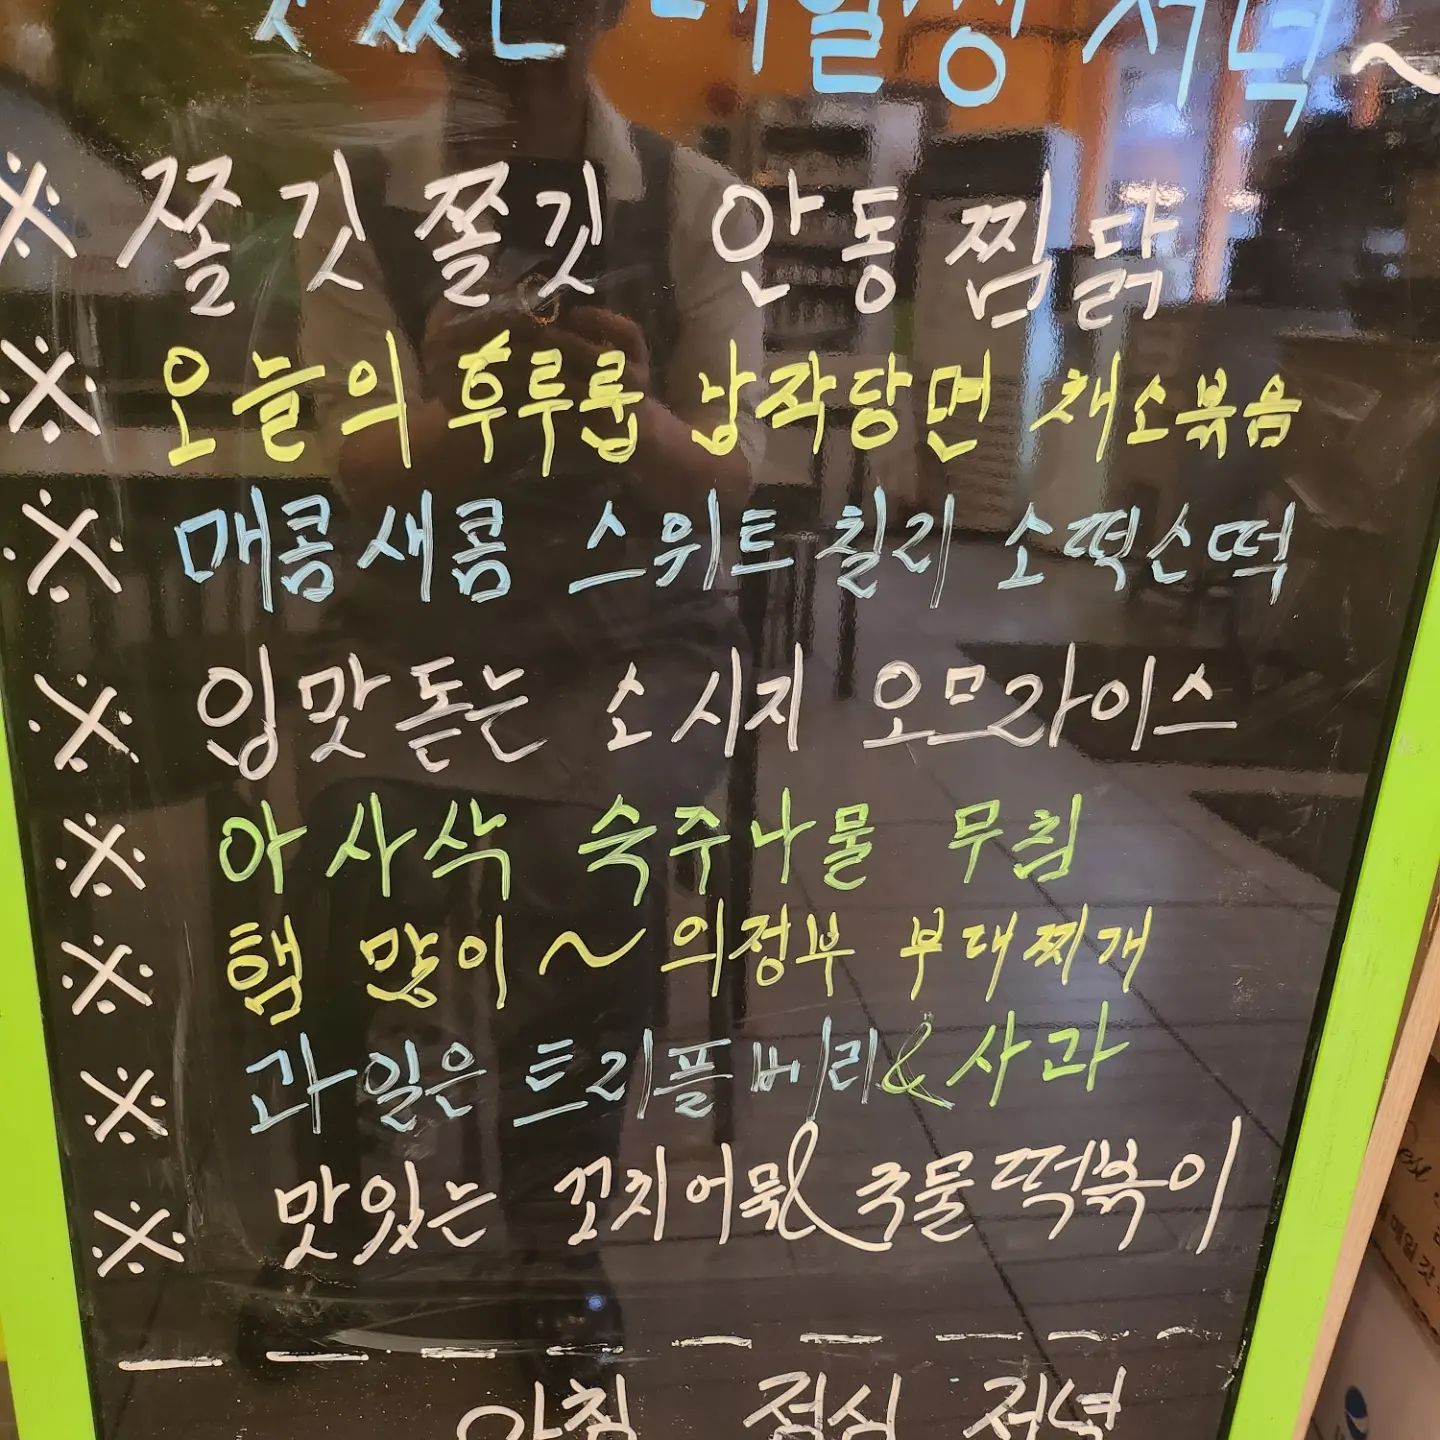 맛있는 매일성 저녁~
※ 쫄깃쫄깃 안동찜닭
※ 오늘의 후루룹 납작당면 채소볶음
※ 매콤새콤 스위트칠리 소떡소떡
※ 입맛돋는 소시지 오므라이스
※ 아사삭 숙주나물 무침
※ 햄 많이~ 의정부 부대찌개
※ 과일은 트리플베리&사과
※ 맛있는 꼬치어묵&국물떡볶이
아침 점심 저녁